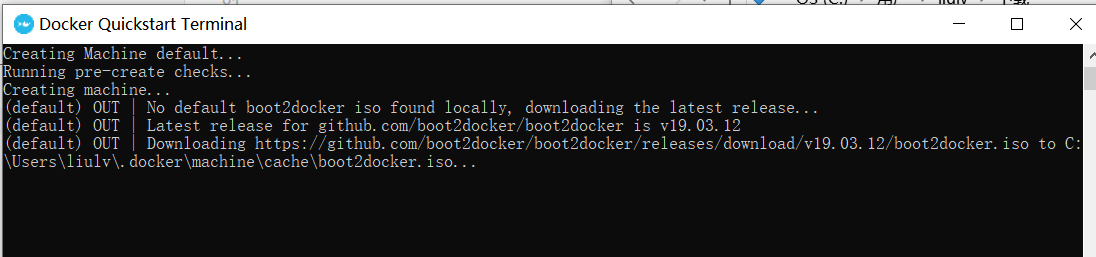 Docker Quickstart Terminal
Creating Machine default...
Running pre-create checks...
Creating machine...
(default) OUT | No default boot2docker iso found locally, downloading the latest release...
(default) OUT | Latest release for github.com/boot2docker/boot2docker is v19.03.12
(default) OUT | Downloading https://github.com/boot2docker/boot2docker/releases/download/v19.03.12/boot2docker.iso to C:
\Users\liulv\.docker\machine\cache\boot2docker.iso...